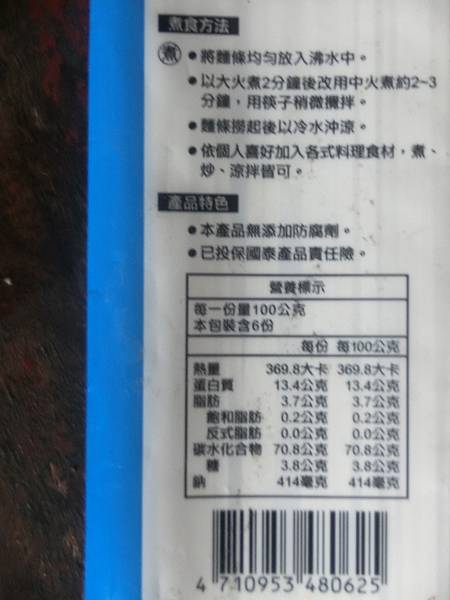 煮食方法
煮 ●將麵條均勻放入沸水中。
●以大火煮2分鐘後改用中火煮約2~3
分鐘，用筷子稍微攪拌。
●麵條撈起後以冷水沖涼。
●依個人喜好加入各式料理食材，煮、
炒、涼拌皆可。
產品特色
●本產品無添加防腐劑。
●已投保國泰產品責任險。
營養標示
每一份量100公克
本包裝含6份
每份 每100公克
熱量 369.8大卡 369.8大卡
蛋白質 13.4公克 13.4公克
脂肪 3.7公克 3.7公克
飽和脂肪 0.2公克 0.2公克
反式脂肪 0.0公克 0.0公克
碳水化合物 70.8公克 70.8公克
糖 3.8公克 3.8公克
鈉 414毫克 414毫克
4 710953 480625